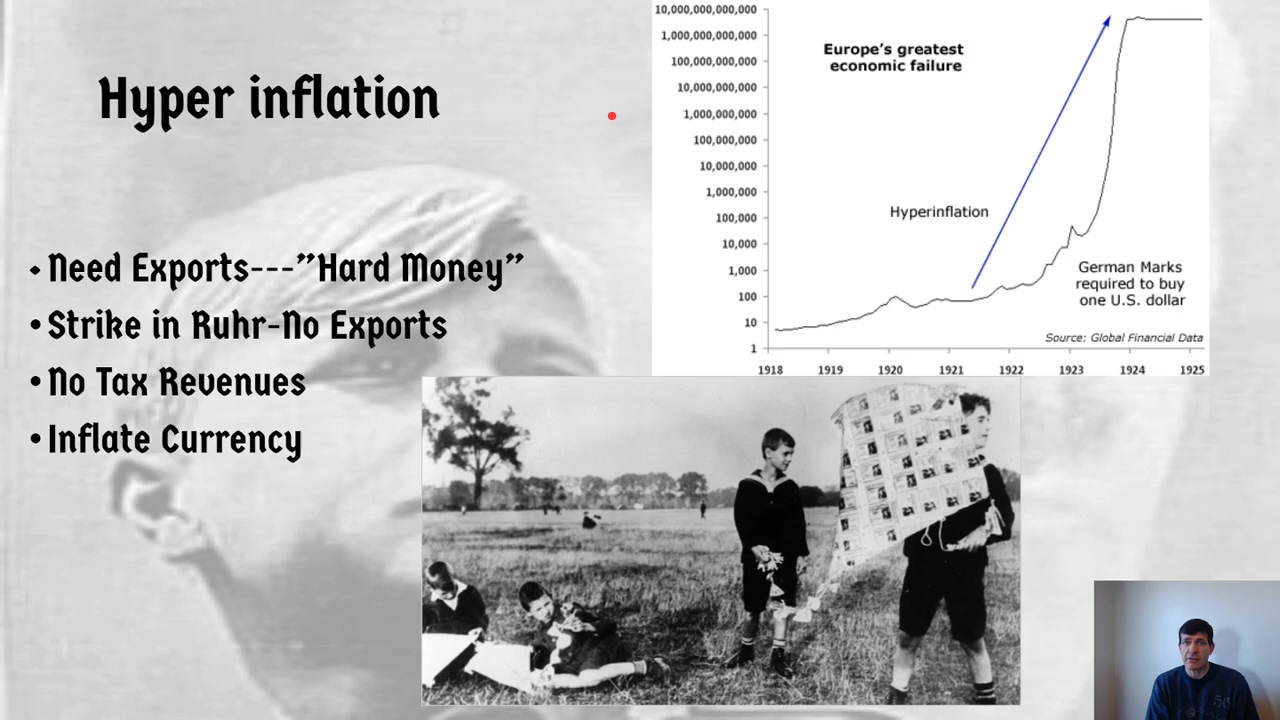 Hyper inflation
• Need Exports---"Hard Money"
• Strike in Ruhr-No Exports
• No Tax Revenues
• Inflate Currency
10,000,000,000,000
1,000,000,000,000
100,000,000,000
10,000,000,000
1,000,000,000
100,000,000
10,000,000
1,000,000
100,000
10,000
1,000
100
10
1
Europe's greatest
economic failure
Hyperinflation
German Marks
required to buy
one U.S. dollar
Source: Global Financial Data
1918 1919 1920 1921 1922 1923 1924 1925